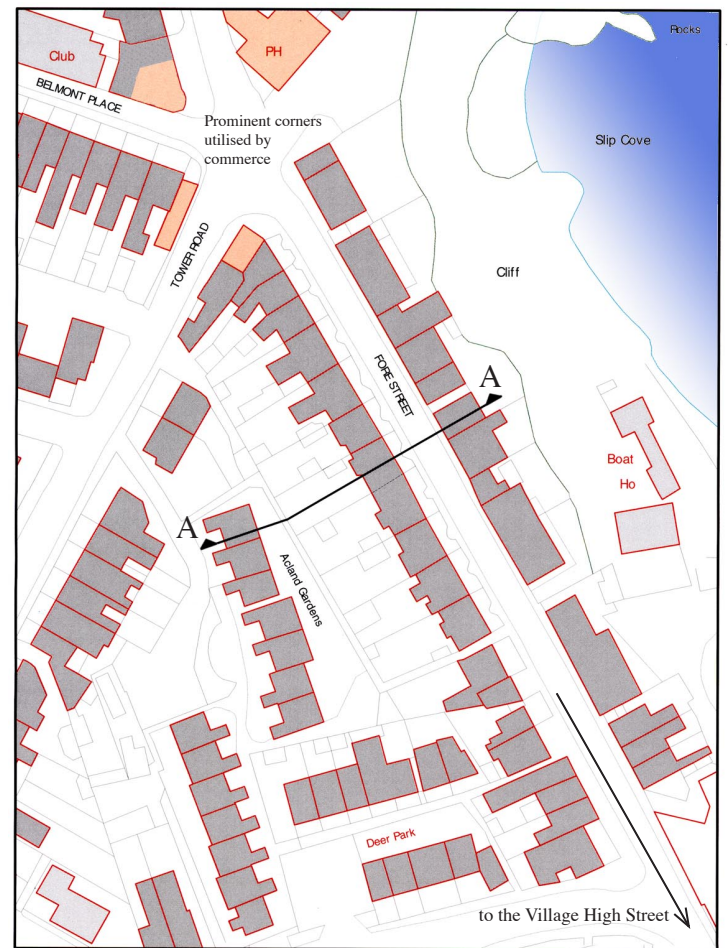 Rocks
Club
PH
BELMONT PLACE
Prominent corners
utilised by
commerce
Slip Cove
TOWER ROAD
Cliff
FORE STREET
A
Boat
Ho
A
Acland Gardens
Deer Park
to the Village High Street